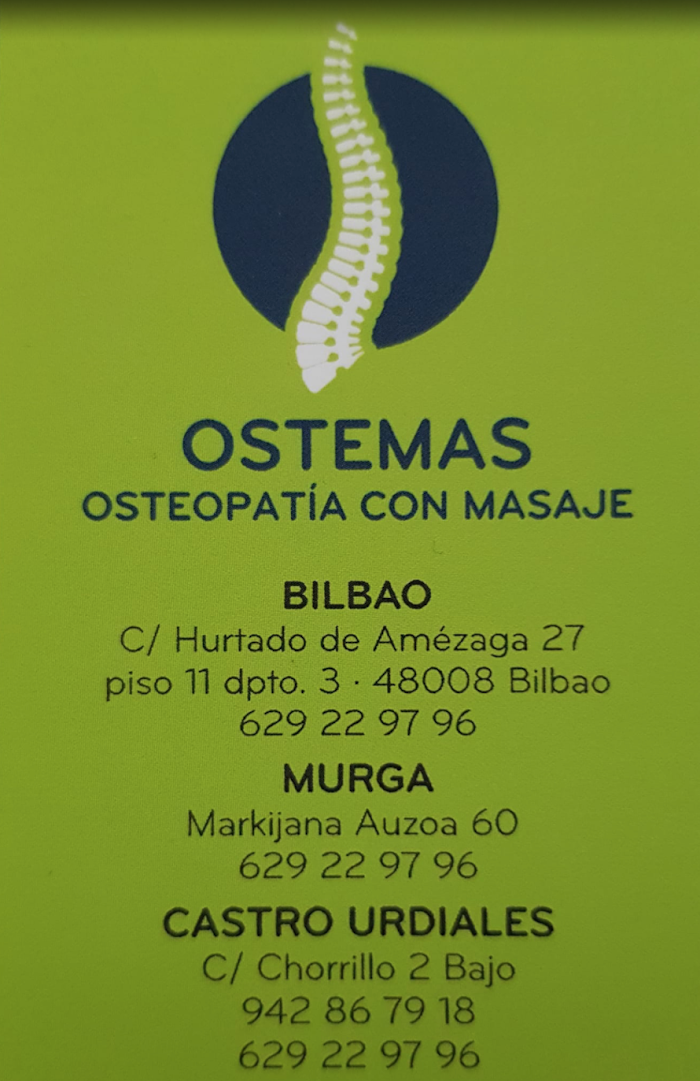 OSTEMAS
OSTEOPATÍA CON MASAJE
BILBAO
C/ Hurtado de Amézaga 27
piso 11 dpto. 3 · 48008 Bilbao
629 22 97 96
MURGA
Markijana Auzoa 60
629 22 97 96
CASTRO URDIALES
C/ Chorrillo 2 Bajo
942 86 79 18
629 22 97 96